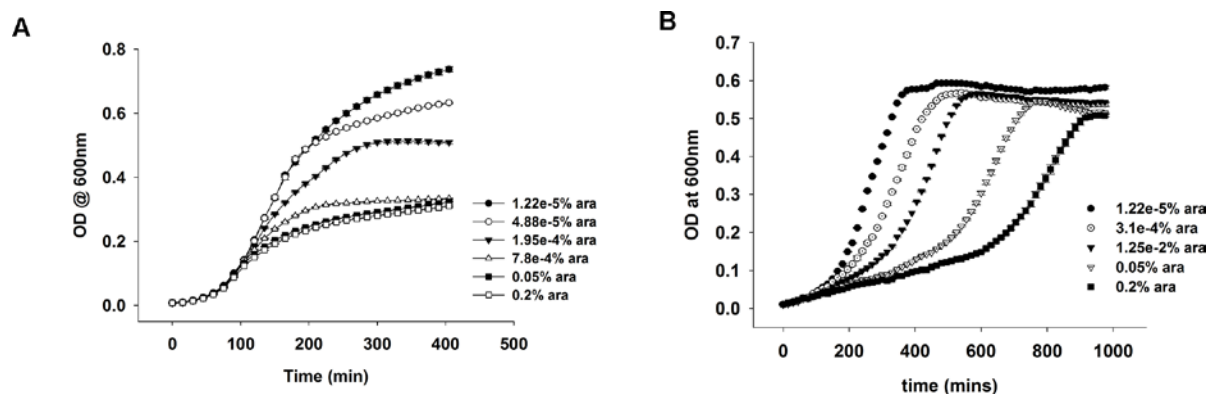 A
0.8
0.6
0.4
0.2
0.0
OD @ 600nm
0 100 200 300 400 500
Time (min)
1.22e-5% ara
4.88e-5% ara
1.95e-4% ara
7.8e-4% ara
0.05% ara
0.2% ara
B
0.7
0.6
0.5
0.4
0.3
0.2
0.1
0.0
OD at 600nm
0 200 400 600 800 1000
time (mins)
1.22e-5% ara
3.1e-4% ara
1.25e-2% ara
0.05% ara
0.2% ara